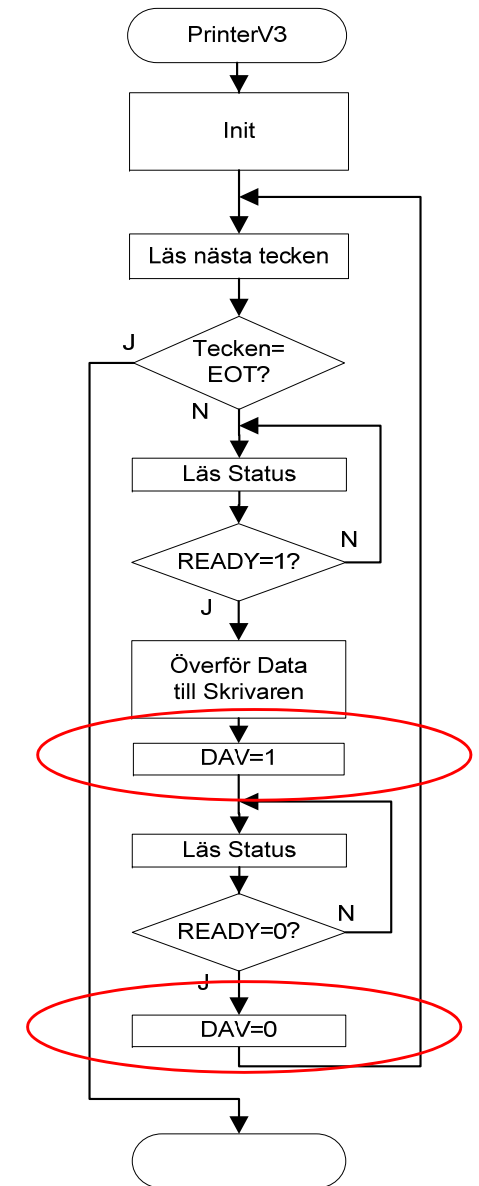 PrinterV3
Init
Läs nästa tecken
J
Tecken=
EOT?
N
Läs Status
READY=1?
N
J
Överför Data
till Skrivaren
DAV=1
Läs Status
READY=0?
N
J
DAV=0